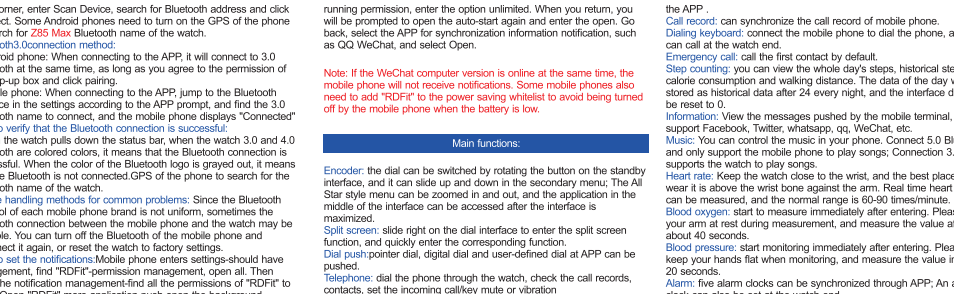 orner, enter Scan Device, search for Bluetooth address and click
ct. Some Android phones need to turn on the GPS of the phone
rch for Z85 Max Bluetooth name of the watch.
oth3.0connection method:
oid phone: When connecting to the APP, it will connect to 3.0
oth at the same time, as long as you agree to the permission of
p-up box and click pairing.
le phone: When connecting to the APP, jump to the Bluetooth
ce in the settings according to the APP prompt, and find the 3.0
oth name to connect, and the mobile phone displays "Connected"
o verify that the Bluetooth connection is successful:
the watch pulls down the status bar, when the watch 3.0 and 4.0
oth are colored colors, it means that the Bluetooth connection is
ssful. When the color of the Bluetooth logo is grayed out, it means
e Bluetooth is not connected.GPS of the phone to search for the
oth name of the watch.
e handling methods for common problems: Since the Bluetooth
ol of each mobile phone brand is not uniform, sometimes the
oth connection between the mobile phone and the watch may be
ble. You can turn off the Bluetooth of the mobile phone and
nect it again, or reset the watch to factory settings.
o set the notifications:Mobile phone enters settings-should have
gement, find "RDFit"-permission management, open all. Then
he notification management-find all the permissions of "RDFit" to
running permission, enter the option unlimited. When you return, you
will be prompted to open the auto-start again and enter the open. Go
back, select the APP for synchronization information notification, such
as QQ WeChat, and select Open.
Note: If the WeChat computer version is online at the same time, the
mobile phone will not receive notifications. Some mobile phones also
need to add "RDFit" to the power saving whitelist to avoid being turned
off by the mobile phone when the battery is low.
Main functions:
Encoder: the dial can be switched by rotating the button on the standby
interface, and it can slide up and down in the secondary menu; The All
Star style menu can be zoomed in and out, and the application in the
middle of the interface can be accessed after the interface is
maximized.
Split screen: slide right on the dial interface to enter the split screen
function, and quickly enter the corresponding function.
Dial push:pointer dial, digital dial and user-defined dial at APP can be
pushed.
Telephone: dial the phone through the watch, check the call records,
contacts, set the incoming call/key mute or vibration
the APP .
Call record: can synchronize the call record of mobile phone.
Dialing keyboard: connect the mobile phone to dial the phone, a
can call at the watch end.
Emergency call: call the first contact by default.
Step counting: you can view the whole day's steps, historical ste
calorie consumption and walking distance. The data of the day w
stored as historical data after 24 every night, and the interface d
be reset to 0.
Information: View the messages pushed by the mobile terminal,
support Facebook, Twitter, whatsapp, qq, WeChat, etc.
Music: You can control the music in your phone. Connect 5.0 Bl
and only support the mobile phone to play songs; Connection 3.
supports the watch to play songs.
Heart rate: Keep the watch close to the wrist, and the best place
wear it is above the wrist bone against the arm. Real time heart
can be measured, and the normal range is 60-90 times/minute.
Blood oxygen: start to measure immediately after entering. Pleas
your arm at rest during measurement, and measure the value af
about 40 seconds.
Blood pressure: start monitoring immediately after entering. Plea
keep your hands flat when monitoring, and measure the value in
20 seconds.
Alarm: five alarm clocks can be synchronized through APP; An a